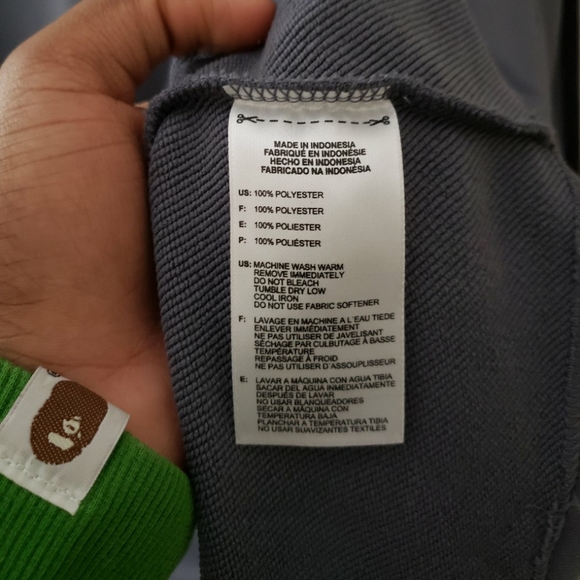 MADE IN INDONESIA
FABRIQUÉ EN INDONÉSIE
HECHO EN INDONESIA
FABRICADO NA INDONÉSIA
US: 100% POLYESTER
F: 100% POLYESTER
E: 100% POLIESTER
P: 100% POLIÉSTER
US: MACHINE WASH WARM
REMOVE IMMEDIATELY
DO NOT BLEACH
TUMBLE DRY LOW
COOL IRON
DO NOT USE FABRIC SOFTENER
F: LAVAGE EN MACHINE A L'EAU TIEDE
ENLEVER IMMÉDIATEMENT
NE PAS UTILISER DE JAVELISANT
SÉCHAGE PAR CULBUTAGE À BASSE
TEMPÉRATURE
REPASSAGE À FROID
NE PAS UTILISER D'ASSOUPLISSEUR
E: LAVAR A MÁQUINA CON AGUA TIBIA
SACAR DEL AGUA INMEDIATAMENTE
DESPUÉS DE LAVAR
NO USAR BLANQUEADORES
SECAR A MÁQUINA CON
TEMPERATURA BAJA
PLANCHAR A TEMPERATURA TIBIA
NO USAR SUAVIZANTES TEXTILES